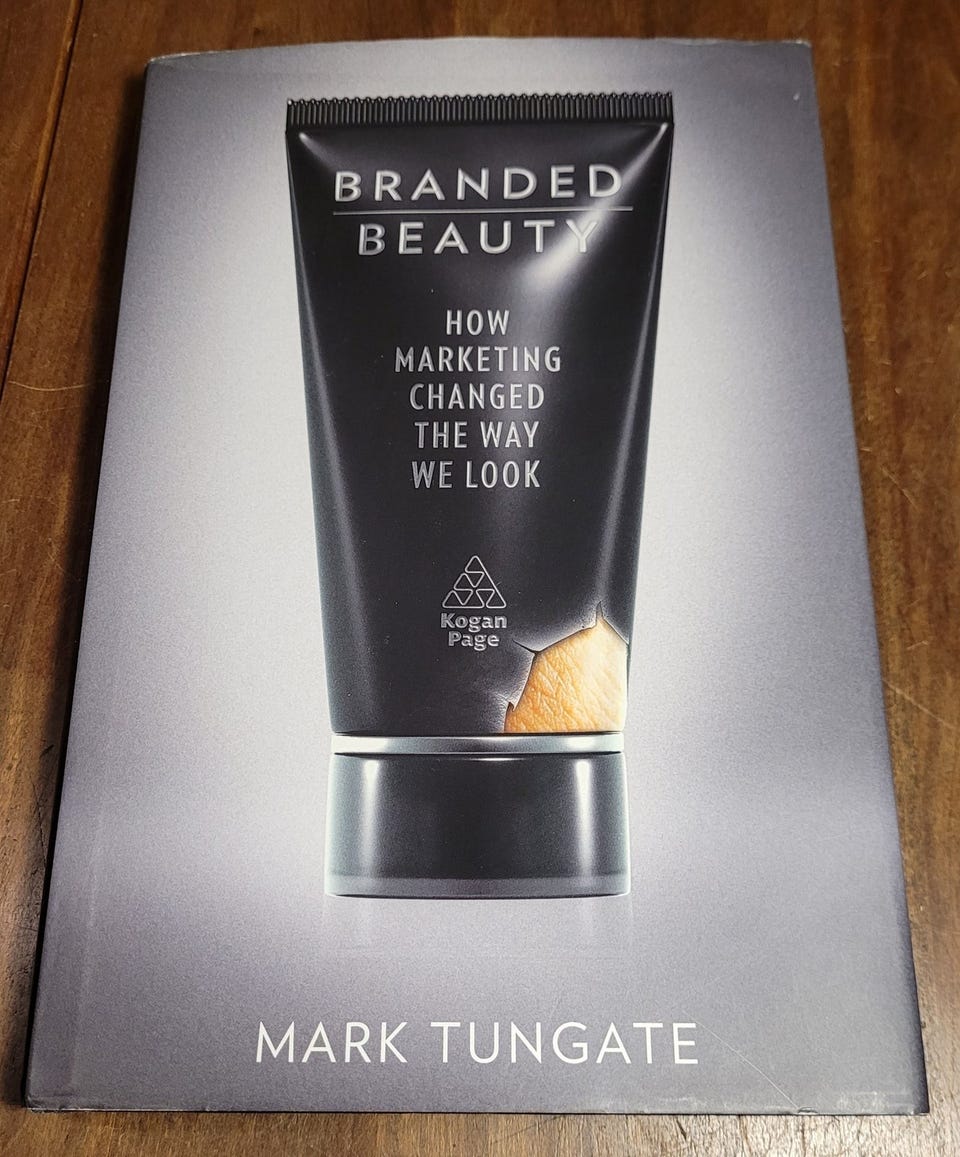 BRANDED
BEAUTY
HOW
MARKETING
CHANGED
THE WAY
WE LOOK
Kogan
Page
MARK TUNGATE